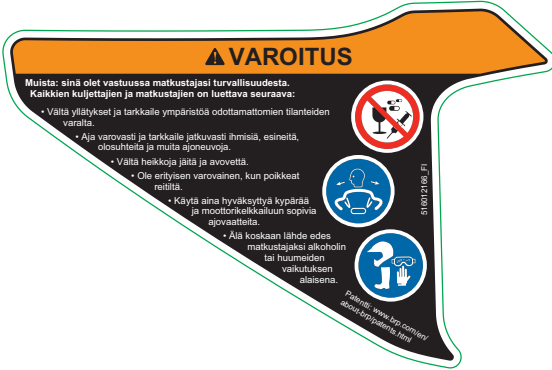 VAROITUS
Muista: sinä olet vastuussa matkustajasi turvallisuudesta.
Kaikkien kuljettajien ja matkustajien on luettava seuraava:
• Vältä yllätykset ja tarkkaile ympäristöä odottamattomien tilanteiden
varalta.
• Aja varovasti ja tarkkaile jatkuvasti ihmisiä, esineitä,
olosuhteita ja muita ajoneuvoja.
• Vältä heikkoja jäitä ja avovettä.
• Ole erityisen varovainen, kun poikkeat
reitiltä.
• Käytä aina hyväksyttyä kypärää
ja moottorikelkkailuun sopivia
ajovaatteita.
• Älä koskaan lähde edes
matkustajaksi alkoholin
tai huumeiden
vaikutuksen
alaisena.
516012166_FI
Patentti: www.brp.com/en/
about-brp/patents.html